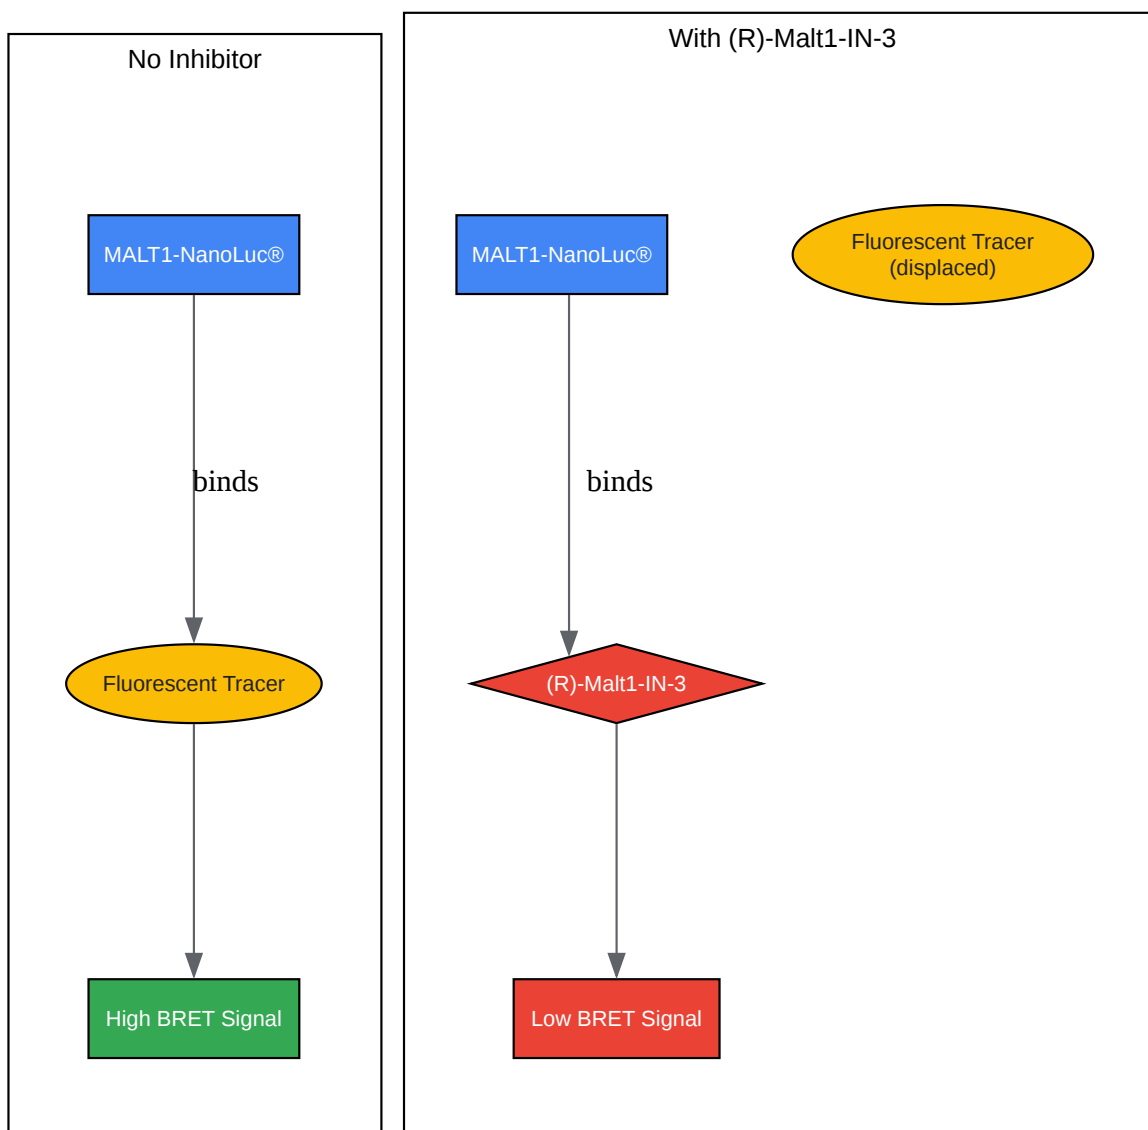 No Inhibitor
MALT1-NanoLuc®
binds
Fluorescent Tracer
High BRET Signal
With (R)-Malt1-IN-3
MALT1-NanoLuc®
Fluorescent Tracer
(displaced)
binds
(R)-Malt1-IN-3
Low BRET Signal